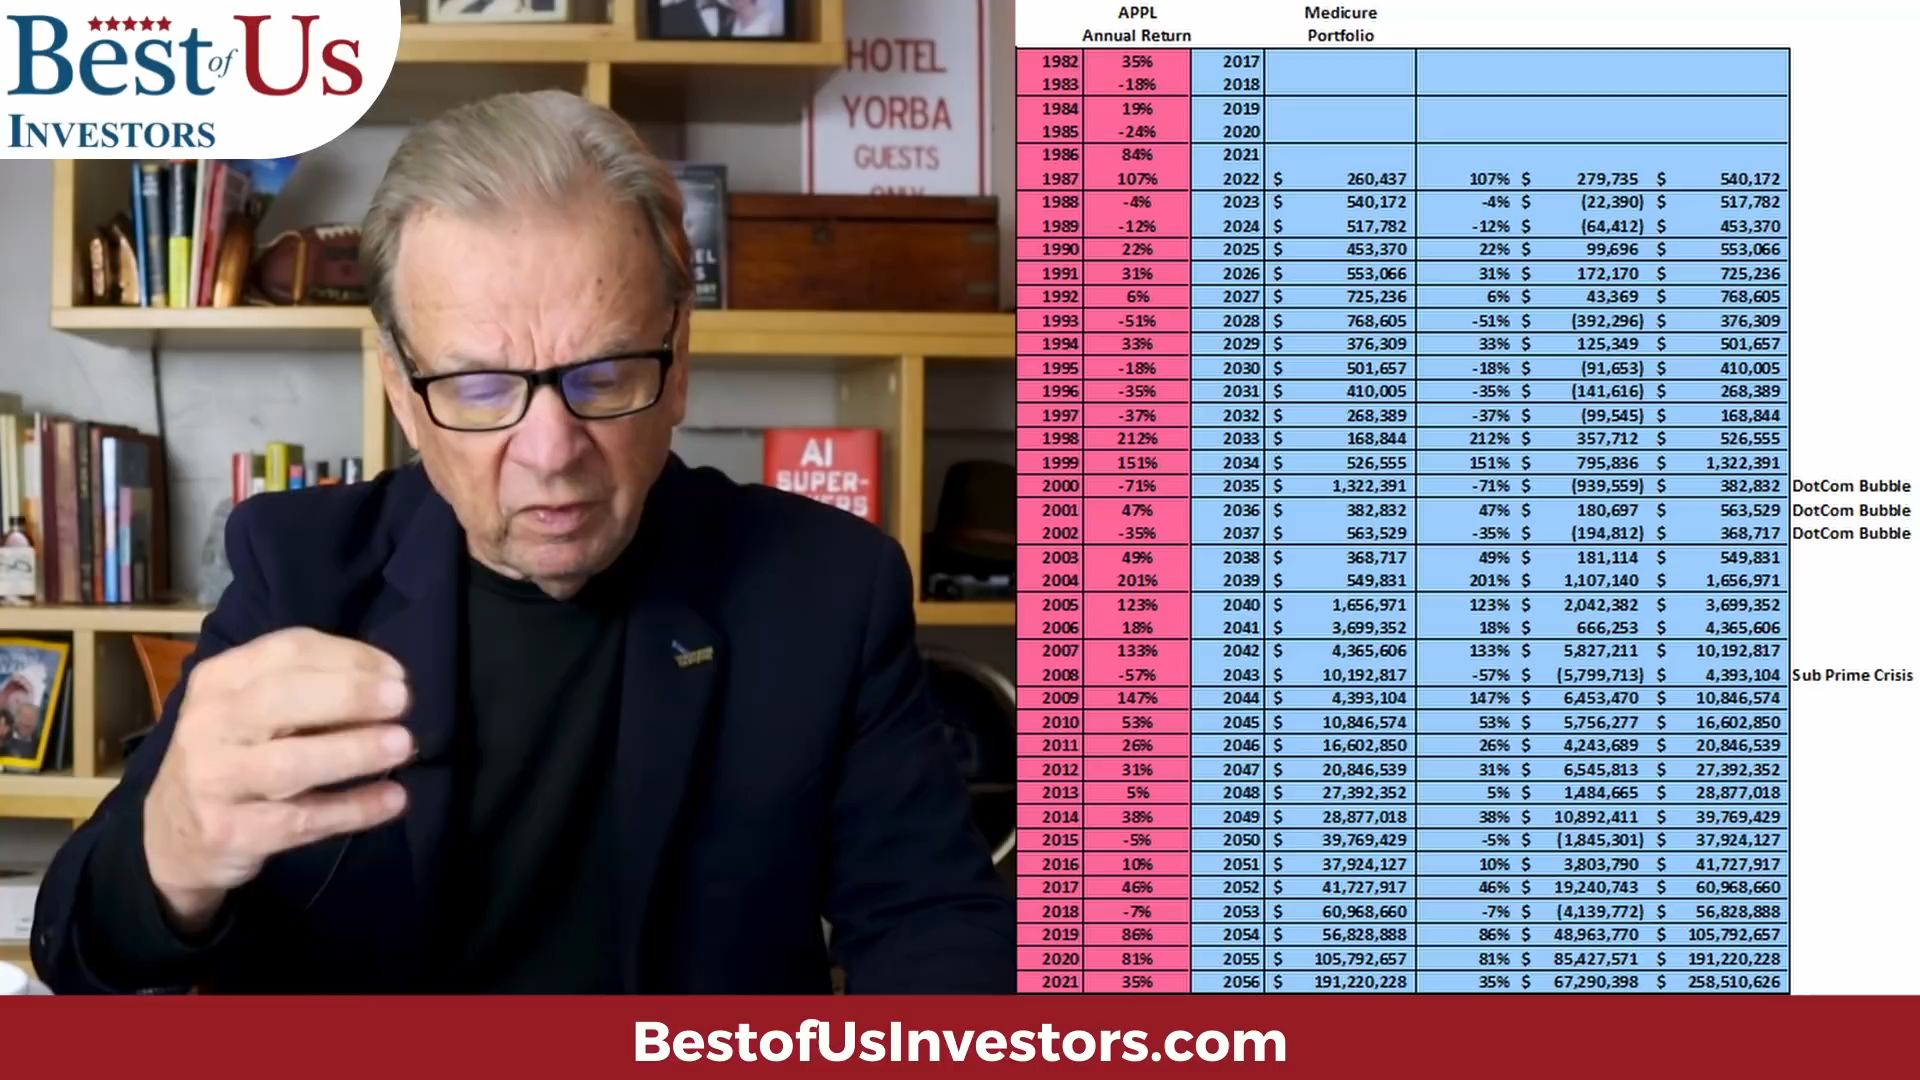 Best of Us
INVESTORS
HOTEL
YORBA
GUESTS
ONLY
AI
SUPER-
APPL Medicure
Annual Return Portfolio
1982 35% 2017
1983 -18% 2018
1984 19% 2019
1985 -24% 2020
1986 84% 2021
1987 107% 2022 $ 260,437 107% $ 279,735 $ 540,172
1988 -4% 2023 $ 540,172 -4% $ (22,390) $ 517,782
1989 -12% 2024 $ 517,782 -12% $ (64,412) $ 453,370
1990 22% 2025 $ 453,370 22% $ 99,696 $ 553,066
1991 31% 2026 $ 553,066 31% $ 172,170 $ 725,236
1992 6% 2027 $ 725,236 6% $ 43,369 $ 768,605
1993 -51% 2028 $ 768,605 -51% $ (392,296) $ 376,309
1994 33% 2029 $ 376,309 33% $ 125,349 $ 501,657
1995 -18% 2030 $ 501,657 -18% $ (91,653) $ 410,005
1996 -35% 2031 $ 410,005 -35% $ (141,616) $ 268,389
1997 -37% 2032 $ 268,389 -37% $ (99,545) $ 168,844
1998 212% 2033 $ 168,844 212% $ 357,712 $ 526,555
1999 151% 2034 $ 526,555 151% $ 795,836 $ 1,322,391
2000 -71% 2035 $ 1,322,391 -71% $ (939,559) $ 382,832 DotCom Bubble
2001 47% 2036 $ 382,832 47% $ 180,697 $ 563,529 DotCom Bubble
2002 -35% 2037 $ 563,529 -35% $ (194,812) $ 368,717 DotCom Bubble
2003 49% 2038 $ 368,717 49% $ 181,114 $ 549,831
2004 201% 2039 $ 549,831 201% $ 1,107,140 $ 1,656,971
2005 123% 2040 $ 1,656,971 123% $ 2,042,382 $ 3,699,352
2006 18% 2041 $ 3,699,352 18% $ 666,253 $ 4,365,606
2007 133% 2042 $ 4,365,606 133% $ 5,827,211 $ 10,192,817
2008 -57% 2043 $ 10,192,817 -57% $ (5,799,713) $ 4,393,104 Sub Prime Crisis
2009 147% 2044 $ 4,393,104 147% $ 6,453,470 $ 10,846,574
2010 53% 2045 $ 10,846,574 53% $ 5,756,277 $ 16,602,850
2011 26% 2046 $ 16,602,850 26% $ 4,243,689 $ 20,846,539
2012 31% 2047 $ 20,846,539 31% $ 6,545,813 $ 27,392,352
2013 5% 2048 $ 27,392,352 5% $ 1,484,665 $ 28,877,018
2014 38% 2049 $ 28,877,018 38% $ 10,892,411 $ 39,769,429
2015 -5% 2050 $ 39,769,429 -5% $ (1,845,301) $ 37,924,127
2016 10% 2051 $ 37,924,127 10% $ 3,803,790 $ 41,727,917
2017 46% 2052 $ 41,727,917 46% $ 19,240,743 $ 60,968,660
2018 -7% 2053 $ 60,968,660 -7% $ (4,139,772) $ 56,828,888
2019 86% 2054 $ 56,828,888 86% $ 48,963,770 $ 105,792,657
2020 81% 2055 $ 105,792,657 81% $ 85,427,571 $ 191,220,228
2021 35% 2056 $ 191,220,228 35% $ 67,290,398 $ 258,510,626
BestofUsInvestors.com